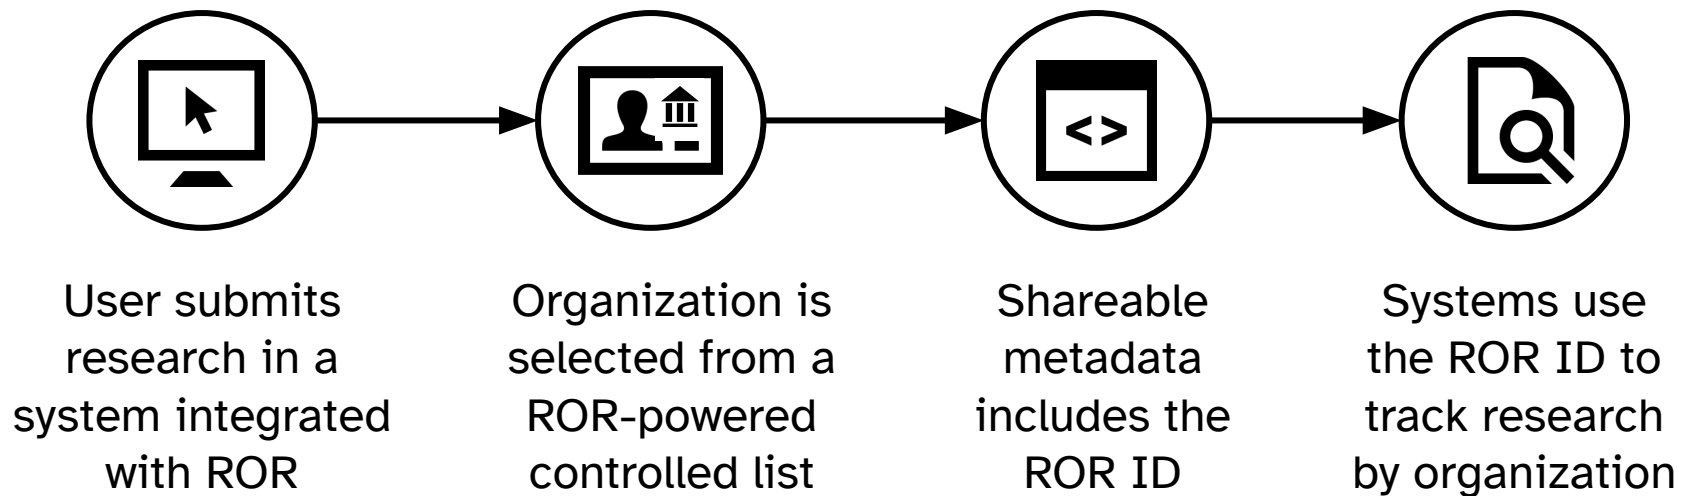 User submits
research in a
system integrated
with ROR
Organization is
selected from a
ROR-powered
controlled list
< >
Shareable
metadata
includes the
ROR ID
Systems use
the ROR ID to
track research
by organization